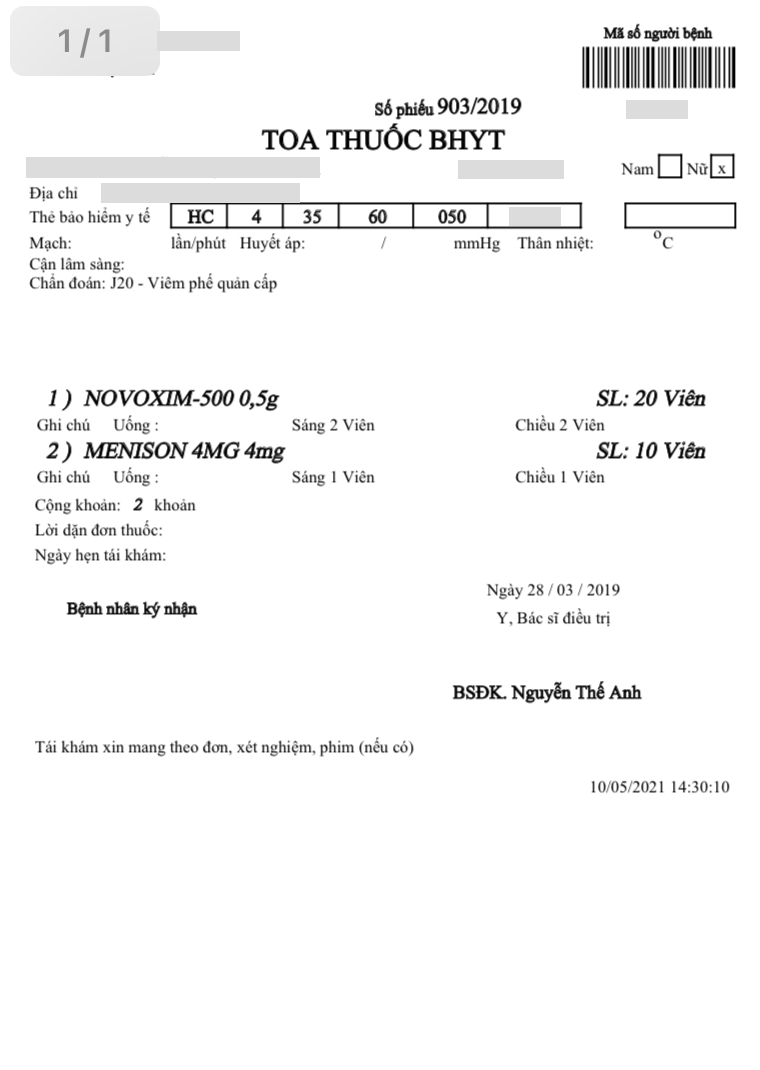 1/1
Mã số người bệnh
Số phiếu 903/2019
TOA THUỐC BHYT
Nam Nữ x
Địa chỉ
Thẻ bảo hiểm y tế HC 4 35 60 050
Mạch: lần/phút Huyết áp: / mmHg Thân nhiệt: °C
Cận lâm sàng:
Chẩn đoán: J20 - Viêm phế quản cấp
1 ) NOVOXIM-500 0,5g SL: 20 Viên
Ghi chú Uống : Sáng 2 Viên Chiều 2 Viên
2 ) MENISON 4MG 4mg SL: 10 Viên
Ghi chú Uống : Sáng 1 Viên Chiều 1 Viên
Cộng khoản: 2 khoản
Lời dặn đơn thuốc:
Ngày hẹn tái khám:
Ngày 28 / 03 / 2019
Bệnh nhân ký nhận
Y, Bác sĩ điều trị
BSĐK. Nguyễn Thế Anh
Tái khám xin mang theo đơn, xét nghiệm, phim (nếu có)
10/05/2021 14:30:10